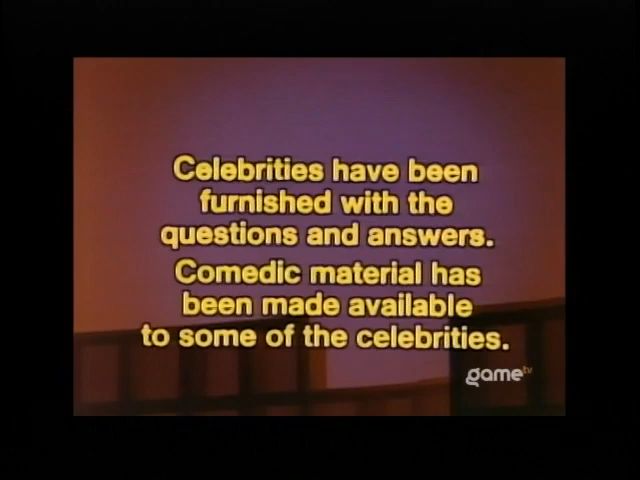 Celebrities have been
furnished with the
questions and answers.
Comedic material has
been made available
to some of the celebrities.
gametv